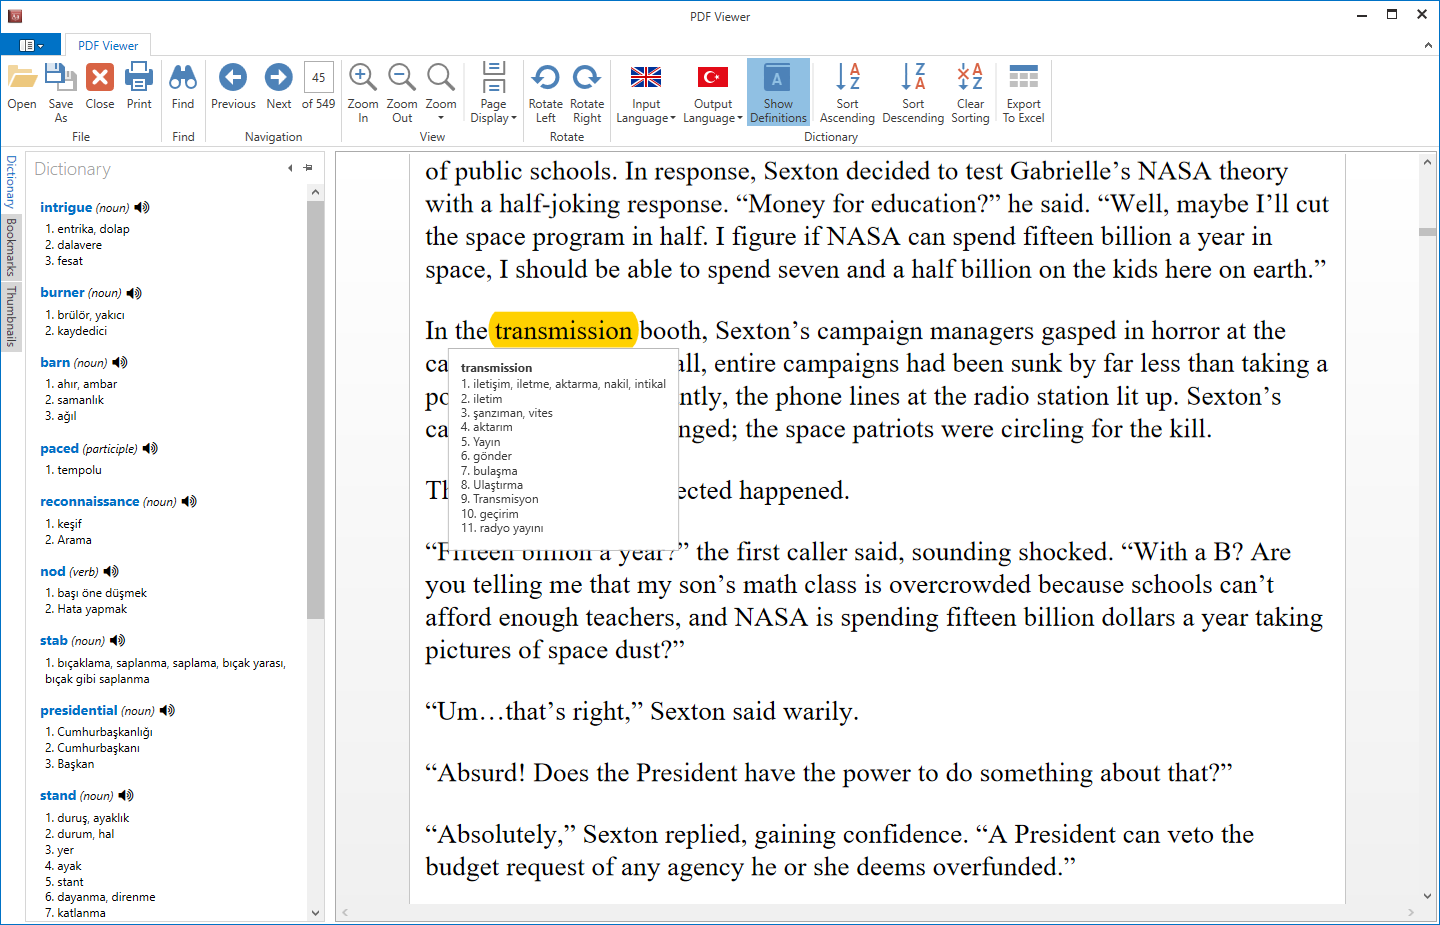 PDF Viewer
PDF Viewer
Open
Save As
Close
Print
File
Find
Find
Previous
Next
45
of 549
Navigation
Zoom In
Zoom Out
Zoom
Page Display
View
Rotate Left
Rotate Right
Rotate
Input Language
Output Language
A
Show Definitions
A Z
Sort Ascending
Z A
Sort Descending
A Z
Clear Sorting
Export To Excel
Dictionary
Dictionary
Bookmarks
Thumbnails
Dictionary
intrigue (noun)
1. entrika, dolap
2. dalavere
3. fesat
burner (noun)
1. brülör, yakıcı
2. kaydedici
barn (noun)
1. ahır, ambar
2. samanlık
3. ağıl
paced (participle)
1. tempolu
reconnaissance (noun)
1. keşif
2. Arama
nod (verb)
1. başı öne düşmek
2. Hata yapmak
stab (noun)
1. bıçaklama, saplanma, saplama, bıçak yarası,
bıçak gibi saplanma
presidential (noun)
1. Cumhurbaşkanlığı
2. Cumhurbaşkanı
3. Başkan
stand (noun)
1. duruş, ayaklık
2. durum, hal
3. yer
4. ayak
5. stant
6. dayanma, direnme
7. katlanma
of public schools. In response, Sexton decided to test Gabrielle’s NASA theory
with a half-joking response. “Money for education?” he said. “Well, maybe I’ll cut
the space program in half. I figure if NASA can spend fifteen billion a year in
space, I should be able to spend seven and a half billion on the kids here on earth.”
In the transmission booth, Sexton’s campaign managers gasped in horror at the
ca all, entire campaigns had been sunk by far less than taking a
po ntly, the phone lines at the radio station lit up. Sexton’s
ca nged; the space patriots were circling for the kill.
Th ected happened.
transmission
1. iletişim, iletme, aktarma, nakil, intikal
2. iletim
3. şanzıman, vites
4. aktarım
5. Yayın
6. gönder
7. bulaşma
8. Ulaştırma
9. Transmisyon
10. geçirim
11. radyo yayını
“Fifteen billion a year?” the first caller said, sounding shocked. “With a B? Are
you telling me that my son’s math class is overcrowded because schools can’t
afford enough teachers, and NASA is spending fifteen billion dollars a year taking
pictures of space dust?”
“Um…that’s right,” Sexton said warily.
“Absurd! Does the President have the power to do something about that?”
“Absolutely,” Sexton replied, gaining confidence. “A President can veto the
budget request of any agency he or she deems overfunded.”